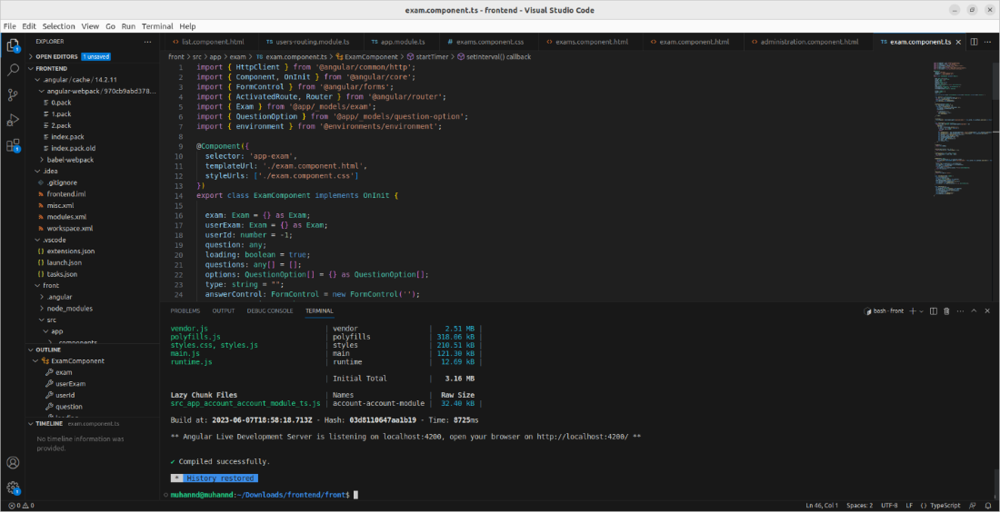 exam.component.ts - frontend - Visual Studio Code
File Edit Selection View Go Run Terminal Help
EXPLORER
OPEN EDITORS 1 unsaved
FRONTEND
.angular / cache / 14.2.11
angular-webpack / 970cb9abd378...
0.pack
1.pack
2.pack
index.pack
index.pack.old
babel-webpack
.idea
.gitignore
frontend.iml
misc.xml
modules.xml
workspace.xml
.vscode
extensions.json
launch.json
tasks.json
front
.angular
node_modules
src
app
_components
OUTLINE
ExamComponent
exam
userExam
userId
question
loading
TIMELINE exam.component.ts
No timeline information was
provided.
list.component.html users-routing.module.ts app.module.ts exams.component.css exams.component.html exam.component.html administration.component.html exam.component.ts
front > src > app > exam > exam.component.ts > ExamComponent > startTimer > setInterval() callback
1 import { HttpClient } from '@angular/common/http';
2 import { Component, OnInit } from '@angular/core';
3 import { FormControl } from '@angular/forms';
4 import { ActivatedRoute, Router } from '@angular/router';
5 import { Exam } from '@app/_models/exam';
6 import { QuestionOption } from '@app/_models/question-option';
7 import { environment } from '@environments/environment';
8
9 @Component({
10 selector: 'app-exam',
11 templateUrl: './exam.component.html',
12 styleUrls: ['./exam.component.css']
13 })
14 export class ExamComponent implements OnInit {
15
16 exam: Exam = {} as Exam;
17 userExam: Exam = {} as Exam;
18 userId: number = -1;
19 question: any;
20 loading: boolean = true;
21 questions: any[] = [];
22 options: QuestionOption[] = {} as QuestionOption[];
23 type: string = "";
24 answerControl: FormControl = new FormControl('');
PROBLEMS OUTPUT DEBUG CONSOLE TERMINAL
bash - front
vendor.js | vendor | 2.51 MB |
polyfills.js | polyfills | 318.06 kB |
styles.css, styles.js | styles | 210.51 kB |
main.js | main | 121.30 kB |
runtime.js | runtime | 12.69 kB |
| Initial Total | 3.16 MB
Lazy Chunk Files | Names | Raw Size
src_app_account_account_module_ts.js | account-account-module | 32.40 kB |
Build at: 2023-06-07T18:58:18.713Z - Hash: 03d8110647aa1b19 - Time: 8725ms
** Angular Live Development Server is listening on localhost:4200, open your browser on http://localhost:4200/ **
✔ Compiled successfully.
* History restored
muhannd@muhannd:~/Downloads/frontend/front$
0 0 Ln 46, Col 1 Spaces: 2 UTF-8 LF {} TypeScript